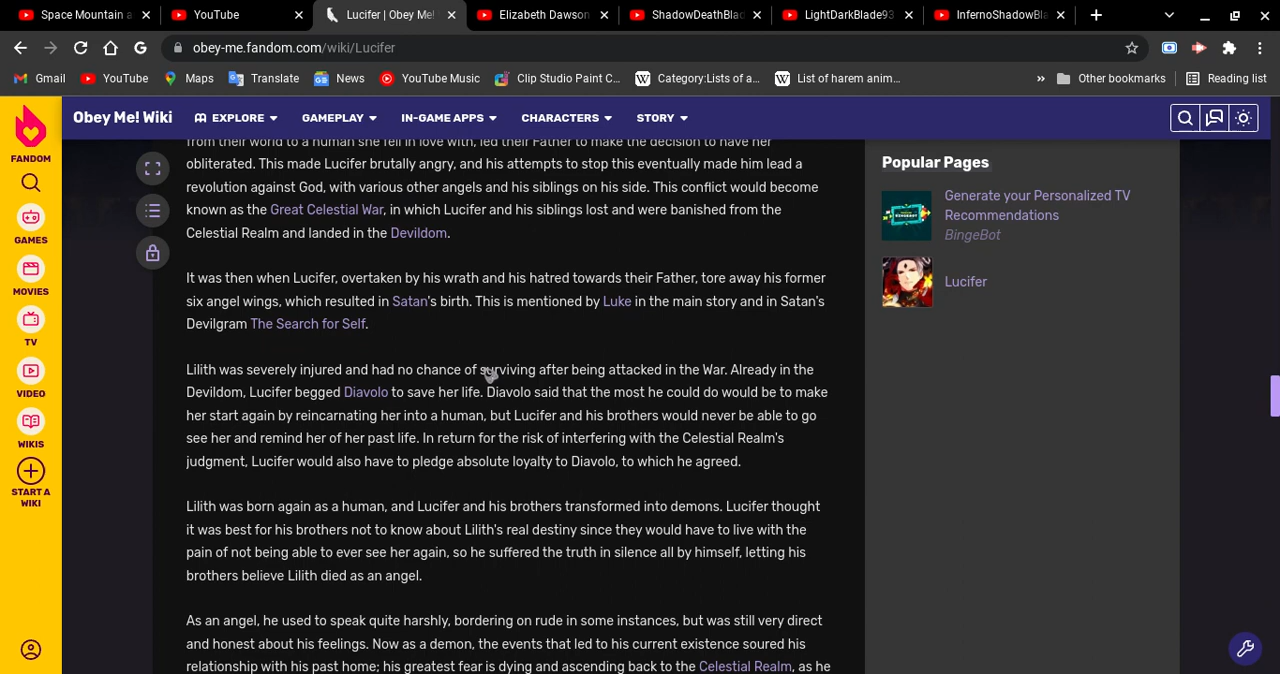 Space Mountain a
YouTube
Lucifer | Obey Me!
Elizabeth Dawson
ShadowDeathBlad
LightDarkBlade93
InfernoShadowBla
obey-me.fandom.com/wiki/Lucifer
Gmail YouTube Maps Translate News YouTube Music Clip Studio Paint C... Category:Lists of a... List of harem anim... » Other bookmarks Reading list
Obey Me! Wiki EXPLORE GAMEPLAY IN-GAME APPS CHARACTERS STORY
FANDOM
GAMES
MOVIES
TV
VIDEO
WIKIS
START A
WIKI
from their world to a human she fell in love with, led their Father to make the decision to have her
obliterated. This made Lucifer brutally angry, and his attempts to stop this eventually made him lead a
revolution against God, with various other angels and his siblings on his side. This conflict would become
known as the Great Celestial War, in which Lucifer and his siblings lost and were banished from the
Celestial Realm and landed in the Devildom.
It was then when Lucifer, overtaken by his wrath and his hatred towards their Father, tore away his former
six angel wings, which resulted in Satan's birth. This is mentioned by Luke in the main story and in Satan's
Devilgram The Search for Self.
Lilith was severely injured and had no chance of surviving after being attacked in the War. Already in the
Devildom, Lucifer begged Diavolo to save her life. Diavolo said that the most he could do would be to make
her start again by reincarnating her into a human, but Lucifer and his brothers would never be able to go
see her and remind her of her past life. In return for the risk of interfering with the Celestial Realm's
judgment, Lucifer would also have to pledge absolute loyalty to Diavolo, to which he agreed.
Lilith was born again as a human, and Lucifer and his brothers transformed into demons. Lucifer thought
it was best for his brothers not to know about Lilith's real destiny since they would have to live with the
pain of not being able to ever see her again, so he suffered the truth in silence all by himself, letting his
brothers believe Lilith died as an angel.
As an angel, he used to speak quite harshly, bordering on rude in some instances, but was still very direct
and honest about his feelings. Now as a demon, the events that led to his current existence soured his
relationship with his past home; his greatest fear is dying and ascending back to the Celestial Realm, as he
Popular Pages
Generate your Personalized TV
Recommendations
BingeBot
Lucifer